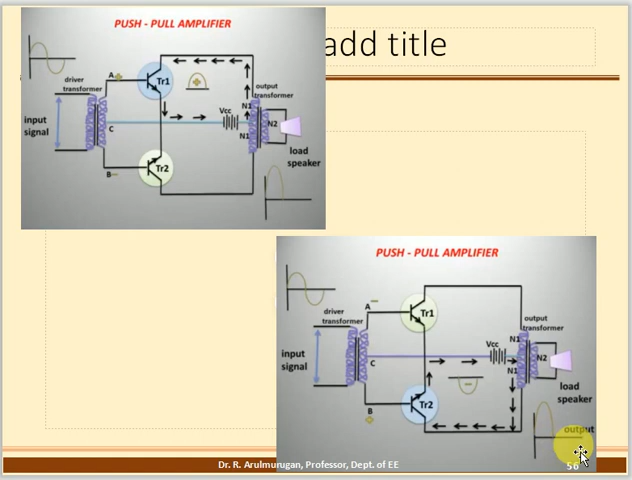 add title
PUSH - PULL AMPLIFIER
driver
transformer
A
Tr1
output
transformer
input
signal
C
Vcc
N1
N2
N1
load
speaker
B
Tr2
PUSH - PULL AMPLIFIER
driver
transformer
A
Tr1
output
transformer
input
signal
C
Vcc
N1
N2
N1
load
speaker
B
Tr2
output
Dr. R. Arulmurugan, Professor, Dept. of EE
56